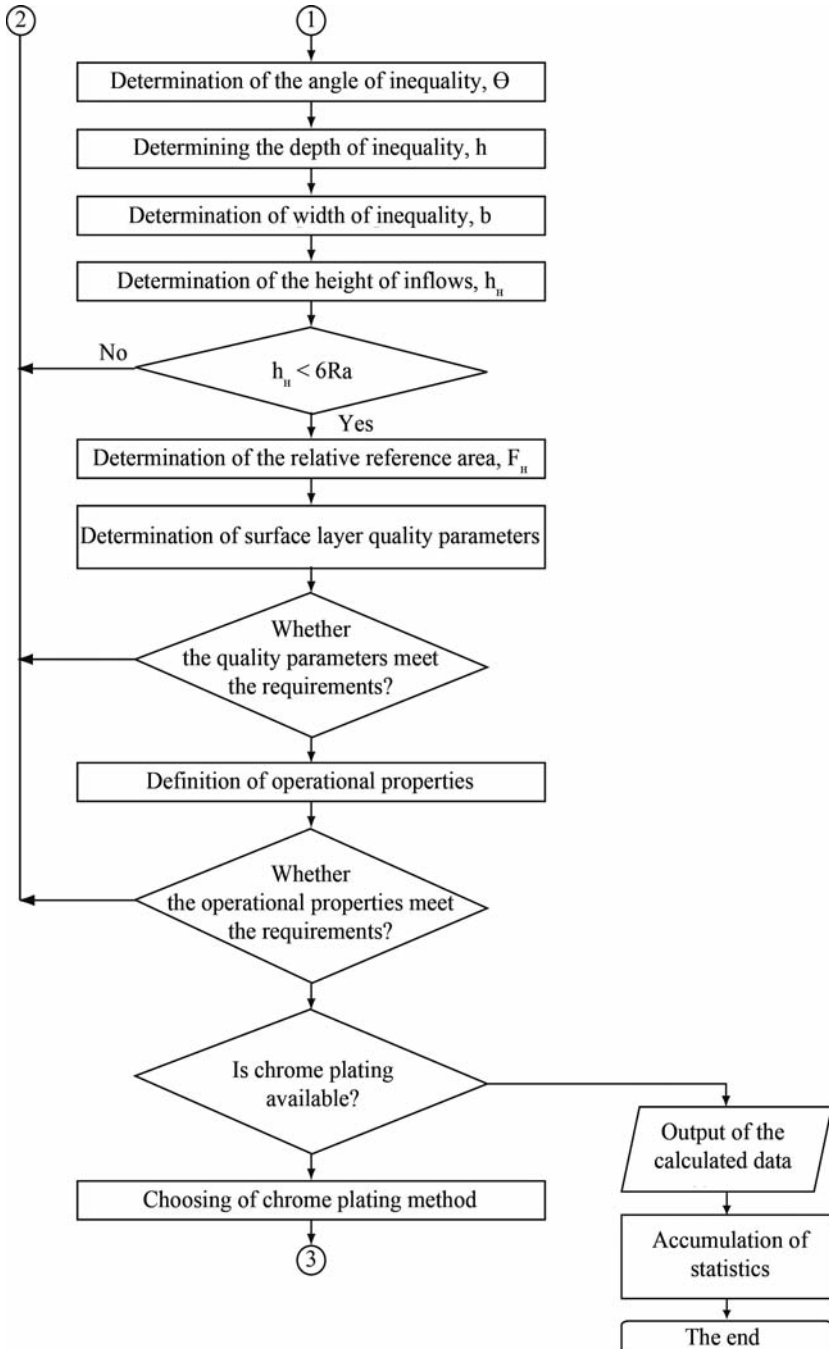 2
1
Determination of the angle of inequality, Ө
Determining the depth of inequality, h
Determination of width of inequality, b
Determination of the height of inflows, hн
No
hн < 6Ra
Yes
Determination of the relative reference area, Fн
Determination of surface layer quality parameters
Whether
the quality parameters meet
the requirements?
Definition of operational properties
Whether
the operational properties meet
the requirements?
Is chrome plating
available?
Output of the
calculated data
Choosing of chrome plating method
Accumulation of
statistics
3
The end